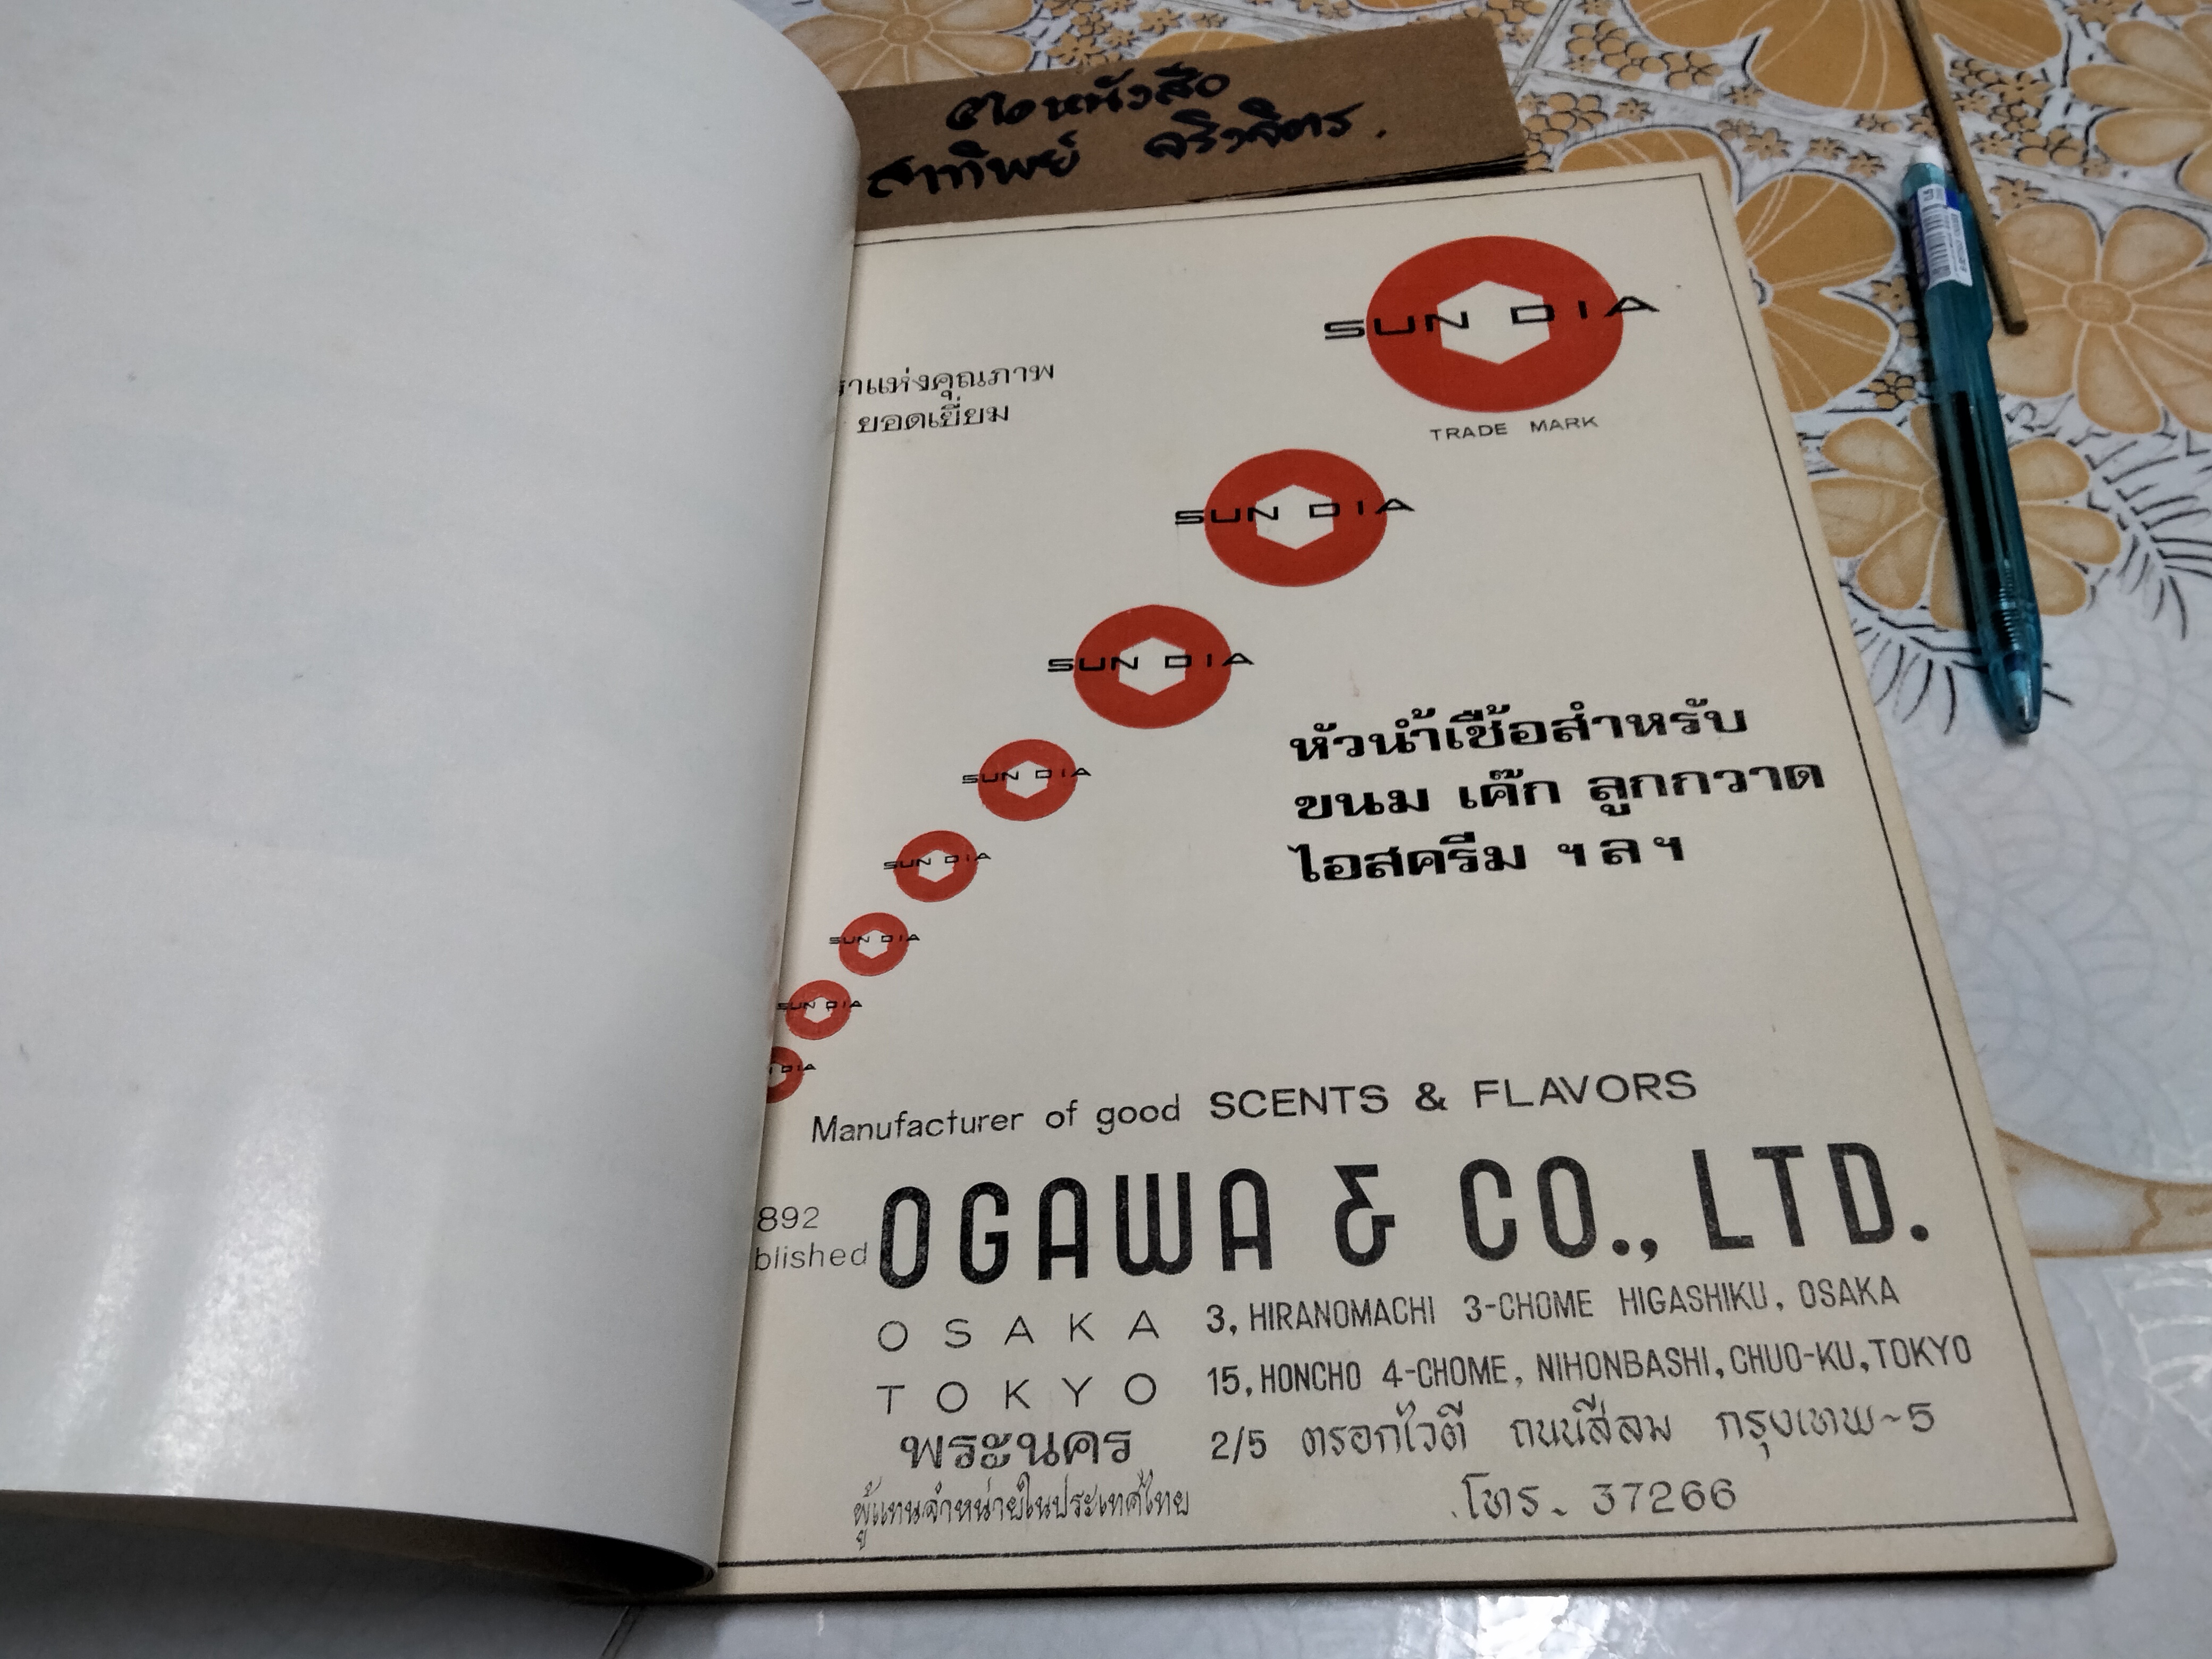 หนังสือ
สาทิพย์
ราแห่งคุณภาพ
ยอดเยี่ยม
SUN DIA
TRADE MARK
SUN DIA
SUN DIA
SUN DIA
SUN DIA
SUN DIA
SUN DIA
DIA
หัวน้ำเชื้อสำหรับ
ขนม เค๊ก ลูกกวาด
ไอสครีม ฯลฯ
Manufacturer of good SCENTS & FLAVORS
892
blished
OGAWA & CO., LTD.
OSAKA 3, HIRANOMACHI 3-CHOME HIGASHIKU, OSAKA
TOKYO 15, HONCHO 4-CHOME, NIHONBASHI, CHUO-KU, TOKYO
พระนคร 2/5 ตรอกไวตี ถนนสีลม กรุงเทพ~5
ผู้แทนจำหน่ายในประเทศไทย โทร. 37266